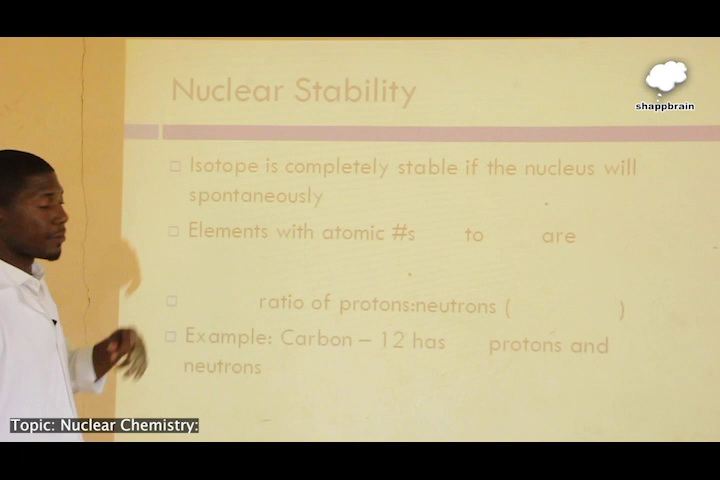 Nuclear Stability
shappbrain
Isotope is completely stable if the nucleus will
spontaneously
Elements with atomic #s to are
ratio of protons:neutrons ( )
Example: Carbon – 12 has protons and
neutrons
Topic: Nuclear Chemistry: